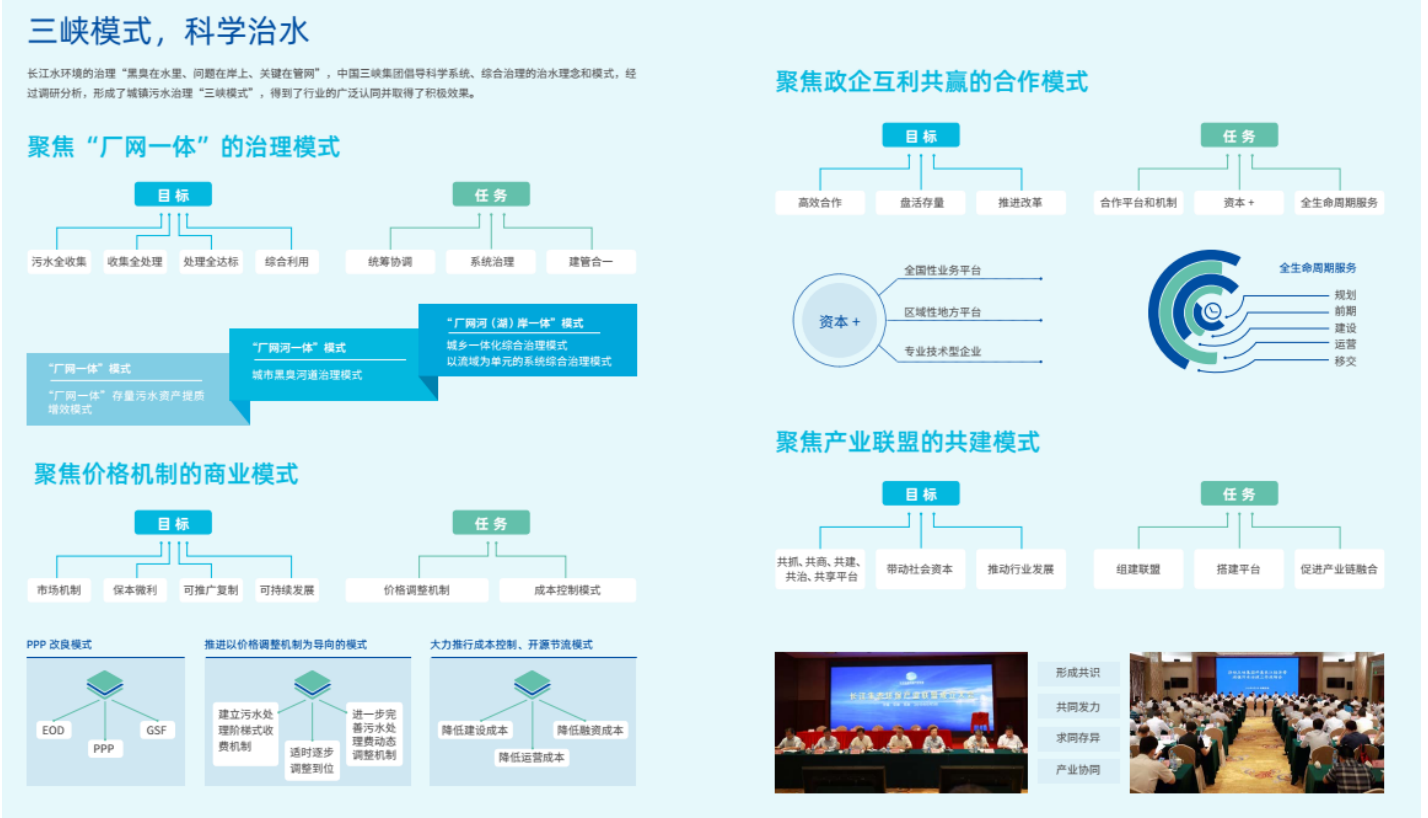 三峡模式，科学治水
长江水环境的治理“黑臭在水里、问题在岸上、关键在管网”，中国三峡集团倡导科学系统、综合治理的治水理念和模式，经
过调研分析，形成了城镇污水治理“三峡模式”，得到了行业的广泛认同并取得了积极效果。
聚焦“厂网一体”的治理模式
目标
任务
污水全收集
收集全处理
处理全达标
综合利用
统筹协调
系统治理
建管合一
“厂网一体”模式
“厂网一体”存量污水资产提质
增效模式
“厂网河一体”模式
城市黑臭河道治理模式
“厂网河（湖）岸一体”模式
城乡一体化综合治理模式
以流域为单元的系统综合治理模式
聚焦价格机制的商业模式
目标
任务
市场机制
保本微利
可推广复制
可持续发展
价格调整机制
成本控制模式
PPP 改良模式
EOD
PPP
GSF
推进以价格调整机制为导向的模式
建立污水处
理阶梯式收
费机制
适时逐步
调整到位
进一步完
善污水处
理费动态
调整机制
大力推行成本控制、开源节流模式
降低建设成本
降低运营成本
降低融资成本
聚焦政企互利共赢的合作模式
目标
任务
高效合作
盘活存量
推进改革
合作平台和机制
资本 +
全生命周期服务
资本 +
全国性业务平台
区域性地方平台
专业技术型企业
全生命周期服务
规划
前期
建设
运营
移交
聚焦产业联盟的共建模式
目标
任务
共抓、共商、共建、
共治、共享平台
带动社会资本
推动行业发展
组建联盟
搭建平台
促进产业链融合
长江生态环保产业联盟成立大会
形成共识
共同发力
求同存异
产业协同